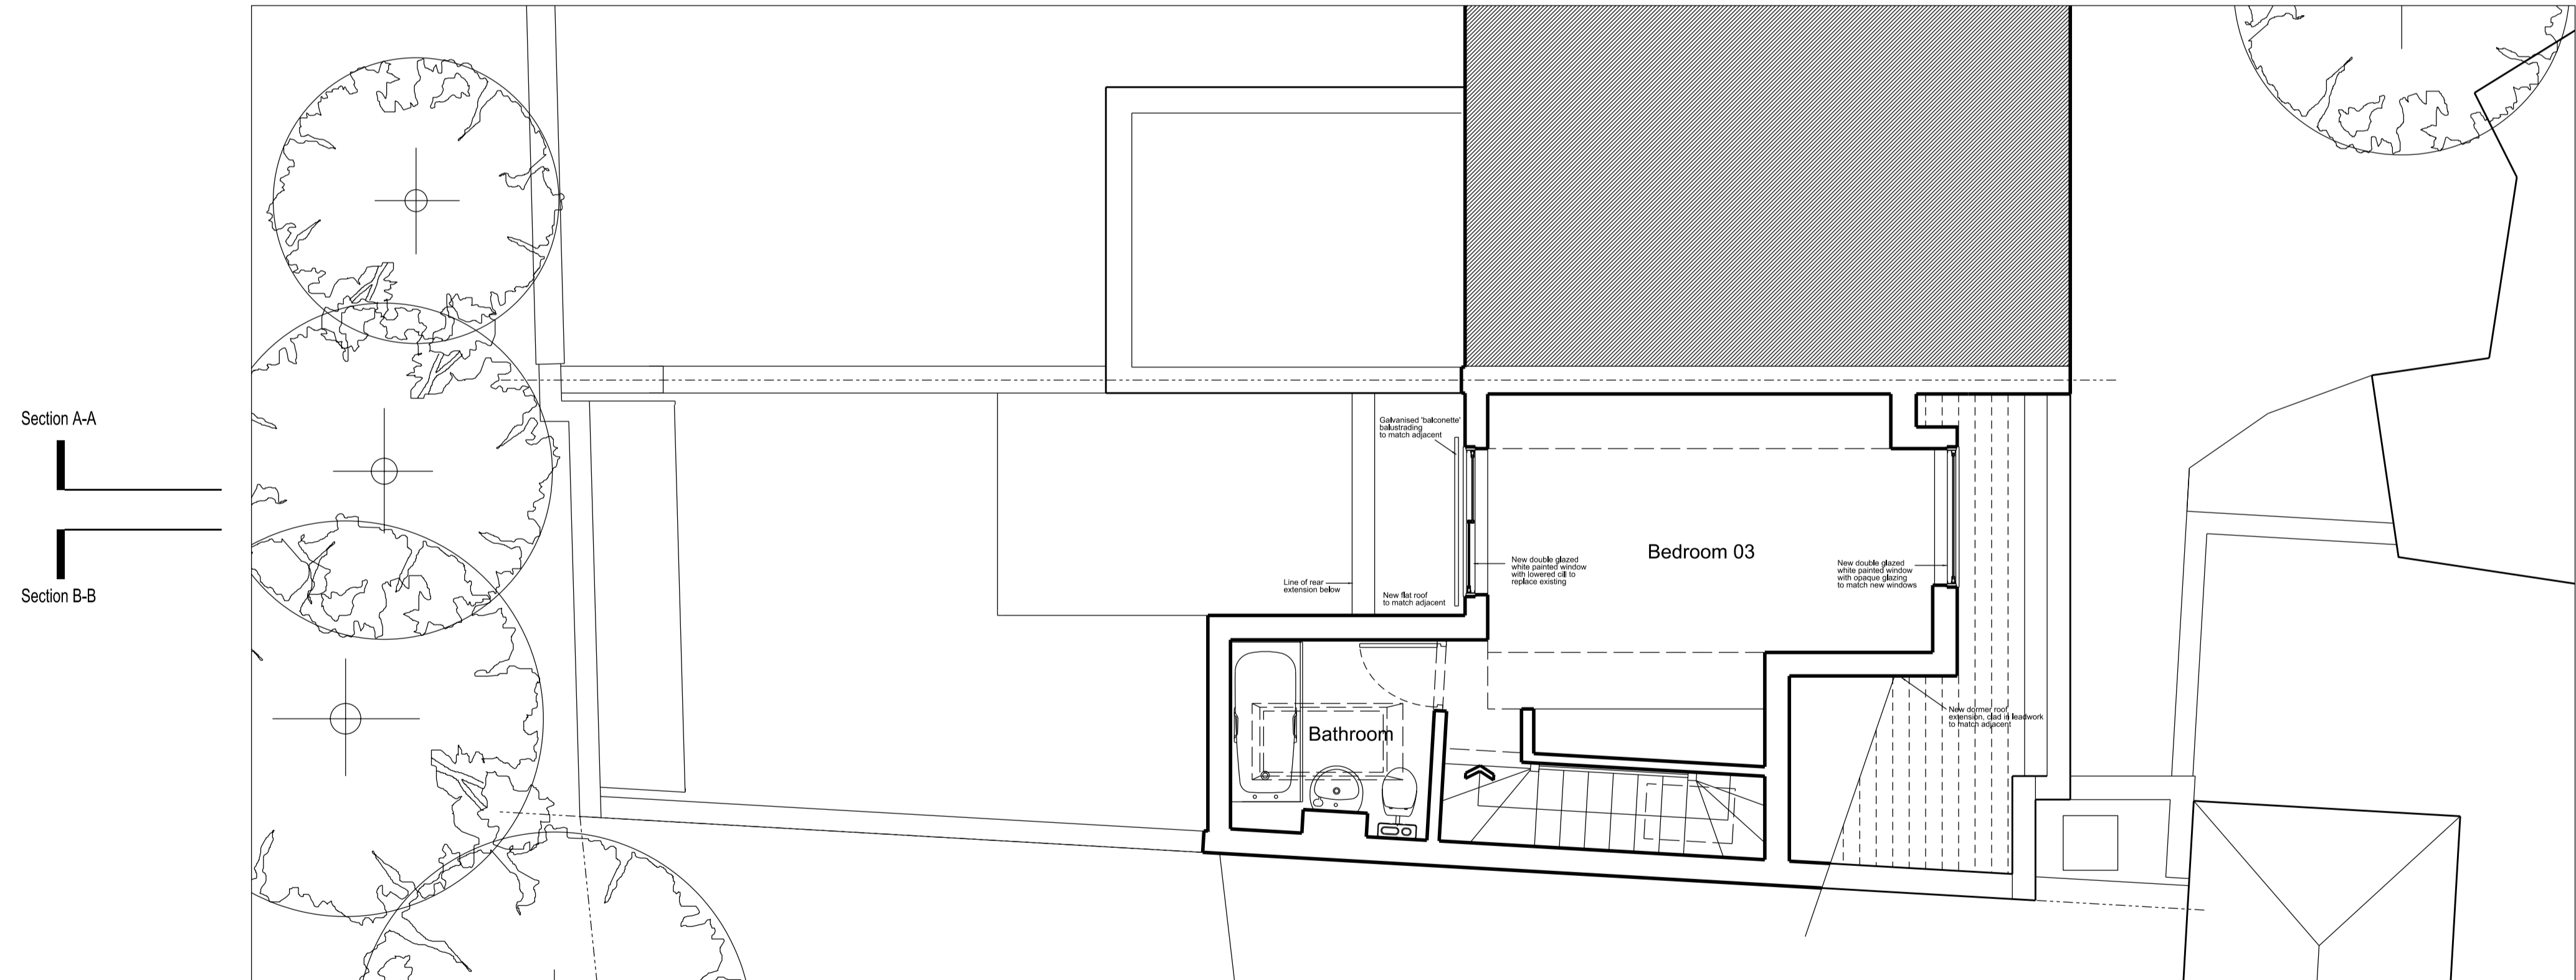 Section A-A
Section B-B
Galvanised 'balconette'
balustrading
to match adjacent
Line of rear
extension below
New flat roof
to match adjacent
New double glazed
white painted window
with lowered cill to
replace existing
Bedroom 03
New double glazed
white painted window
with opaque glazing
to match new windows
Bathroom
New dormer roof
extension, clad in leadwork
to match adjacent